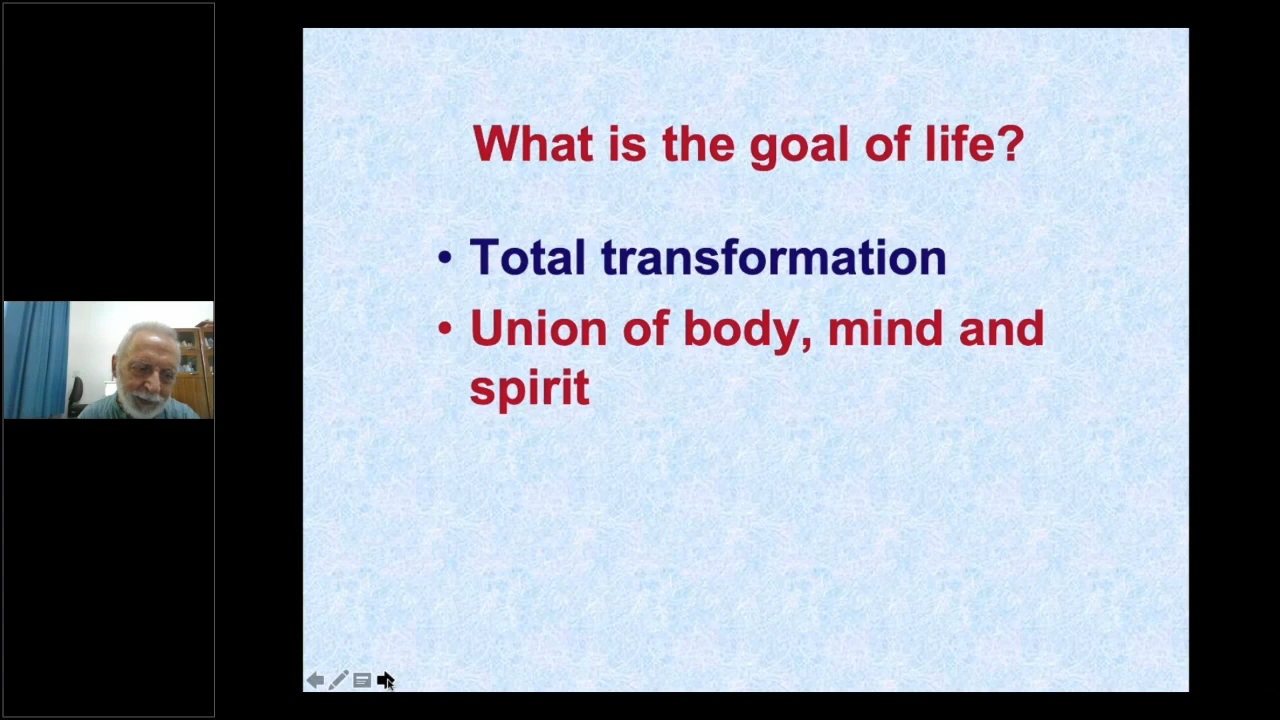 What is the goal of life?
• Total transformation
• Union of body, mind and
spirit